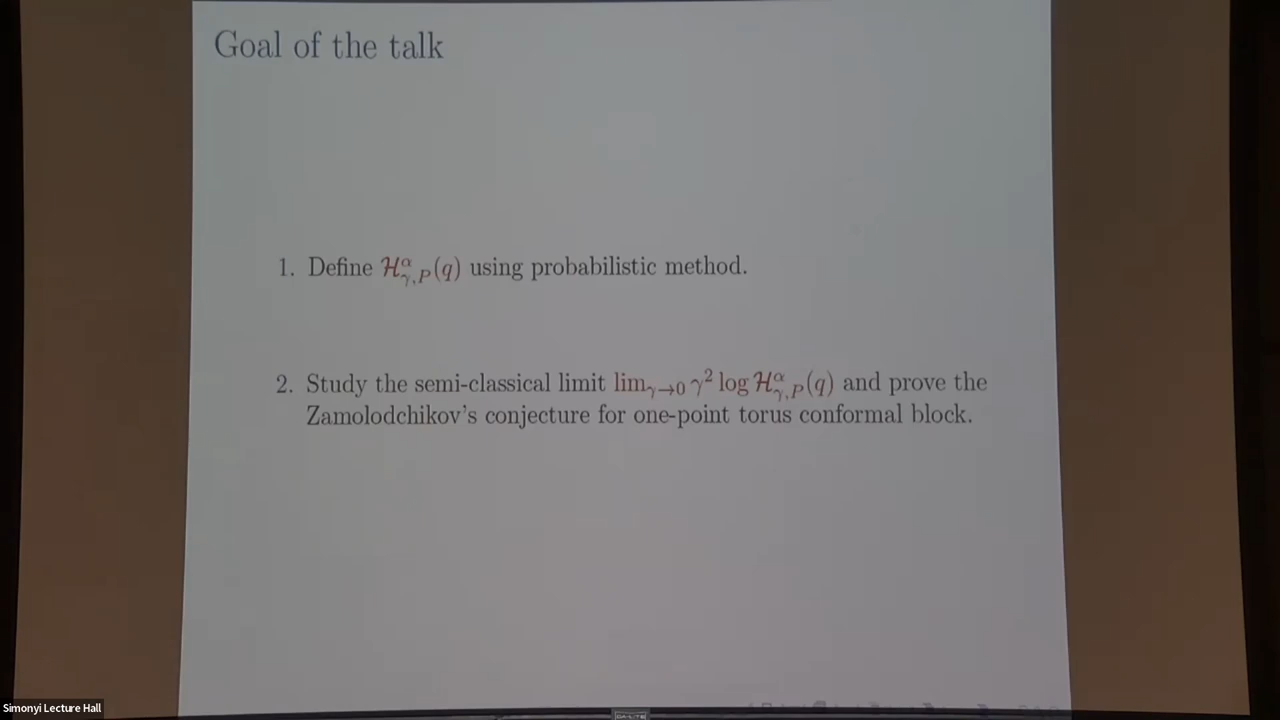 Goal of the talk
1. Define $\mathcal{H}^{\alpha}_{\gamma,P}(q)$ using probabilistic method.
2. Study the semi-classical limit $\lim_{\gamma \to 0} \gamma^2 \log \mathcal{H}^{\alpha}_{\gamma,P}(q)$ and prove the
Zamolodchikov's conjecture for one-point torus conformal block.
Simonyi Lecture Hall
DA-LITE